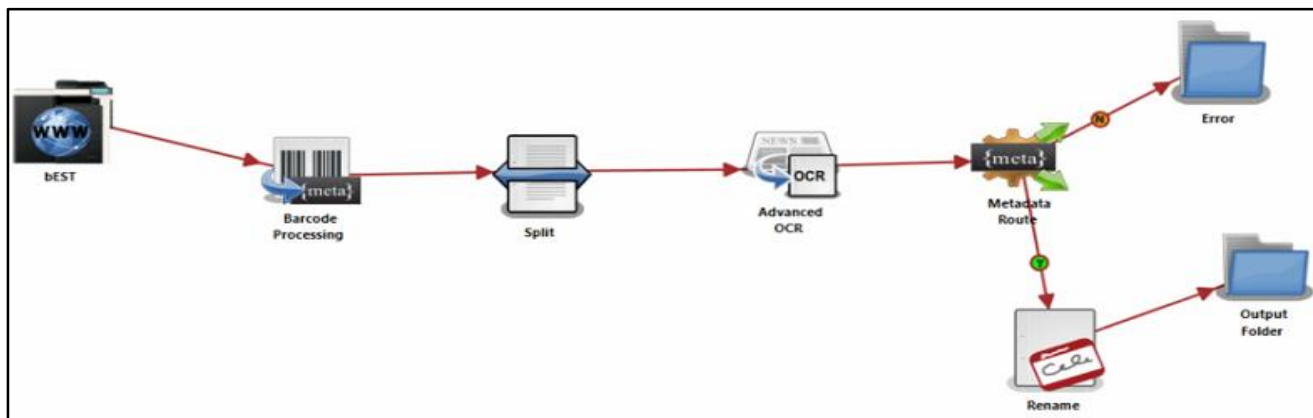 WWW
bEST
{meta}
Barcode
Processing
Split
NEWS
OCR
Advanced
OCR
{meta}
Metadata
Route
N
Error
Y
Rename
Output
Folder